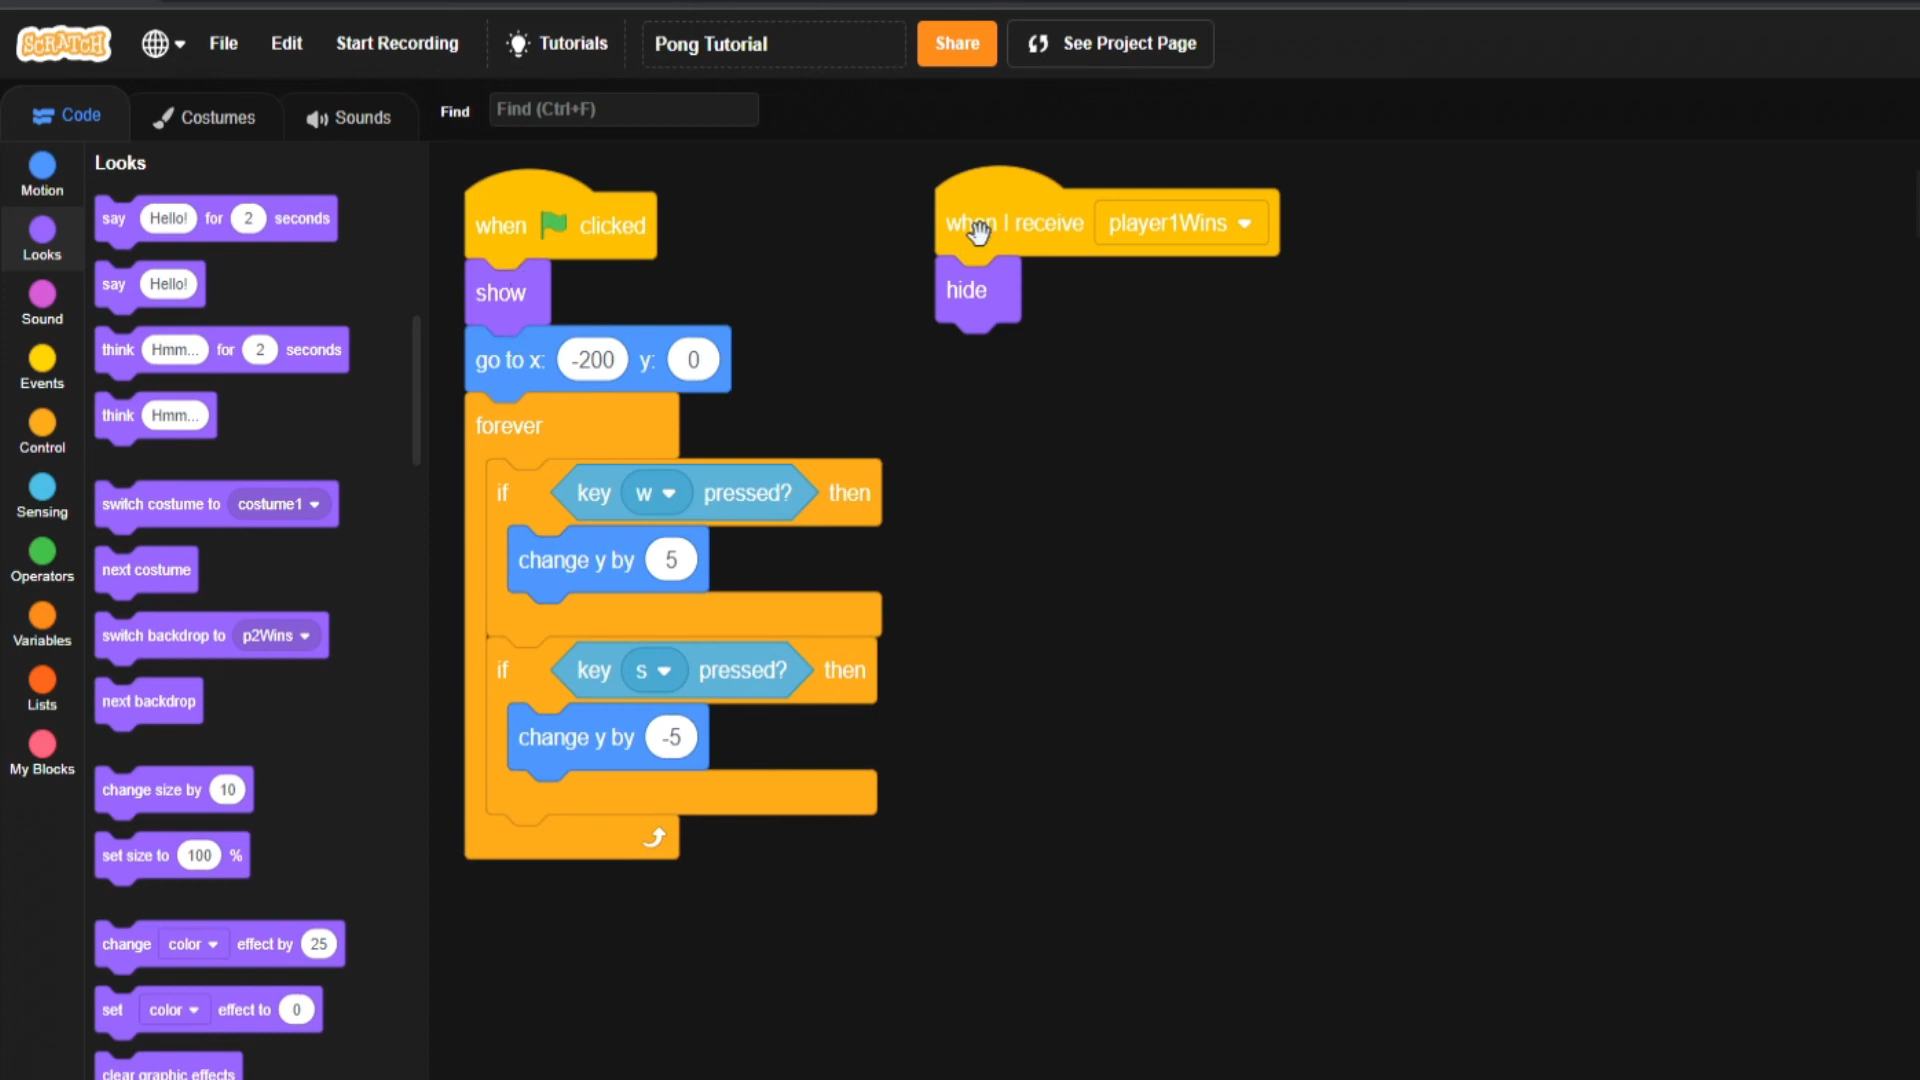 SCRATCH File Edit Start Recording Tutorials Pong Tutorial Share See Project Page
Code Costumes Sounds Find Find (Ctrl+F)
Motion
Looks
Sound
Events
Control
Sensing
Operators
Variables
Lists
My Blocks
Looks
say Hello! for 2 seconds
say Hello!
think Hmm... for 2 seconds
think Hmm...
switch costume to costume1
next costume
switch backdrop to p2Wins
next backdrop
change size by 10
set size to 100 %
change color effect by 25
set color effect to 0
clear graphic effects
when clicked
show
go to x: -200 y: 0
forever
if key w pressed? then
change y by 5
if key s pressed? then
change y by -5
when I receive player1Wins
hide